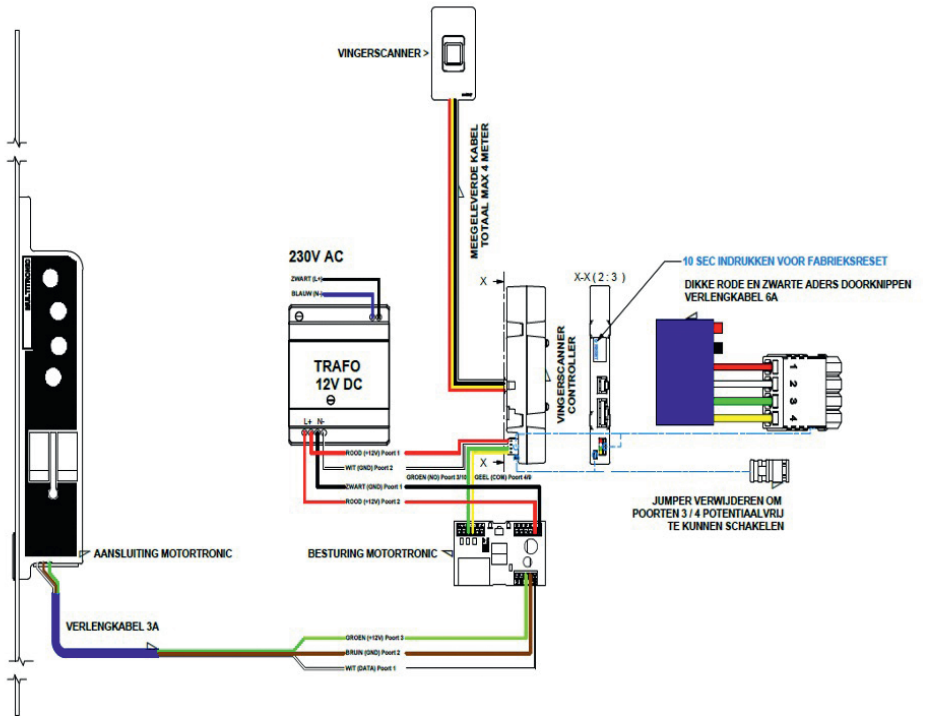 VINGERSCANNER >
MEEGELEVERDE KABEL
TOTAAL MAX 4 METER
230V AC
ZWART (L+)
BLAUW (N-)
TRAFO
12V DC
L+ N-
MULTITRONIC
X
X
X-X ( 2 : 3 )
VINGERSCANNER
CONTROLLER
10 SEC INDRUKKEN VOOR FABRIEKSRESET
DIKKE RODE EN ZWARTE ADERS DOORKNIPPEN
VERLENGKABEL 6A
1
2
3
4
ROOD (+12V) Poort 1
WIT (GND) Poort 2
GROEN (NO) Poort 3/10
GEEL (COM) Poort 4/9
ZWART (GND) Poort 1
ROOD (+12V) Poort 2
JUMPER VERWIJDEREN OM
POORTEN 3 / 4 POTENTIAALVRIJ
TE KUNNEN SCHAKELEN
AANSLUITING MOTORTRONIC
BESTURING MOTORTRONIC
VERLENGKABEL 3A
GROEN (+12V) Poort 3
BRUIN (GND) Poort 2
WIT (DATA) Poort 1